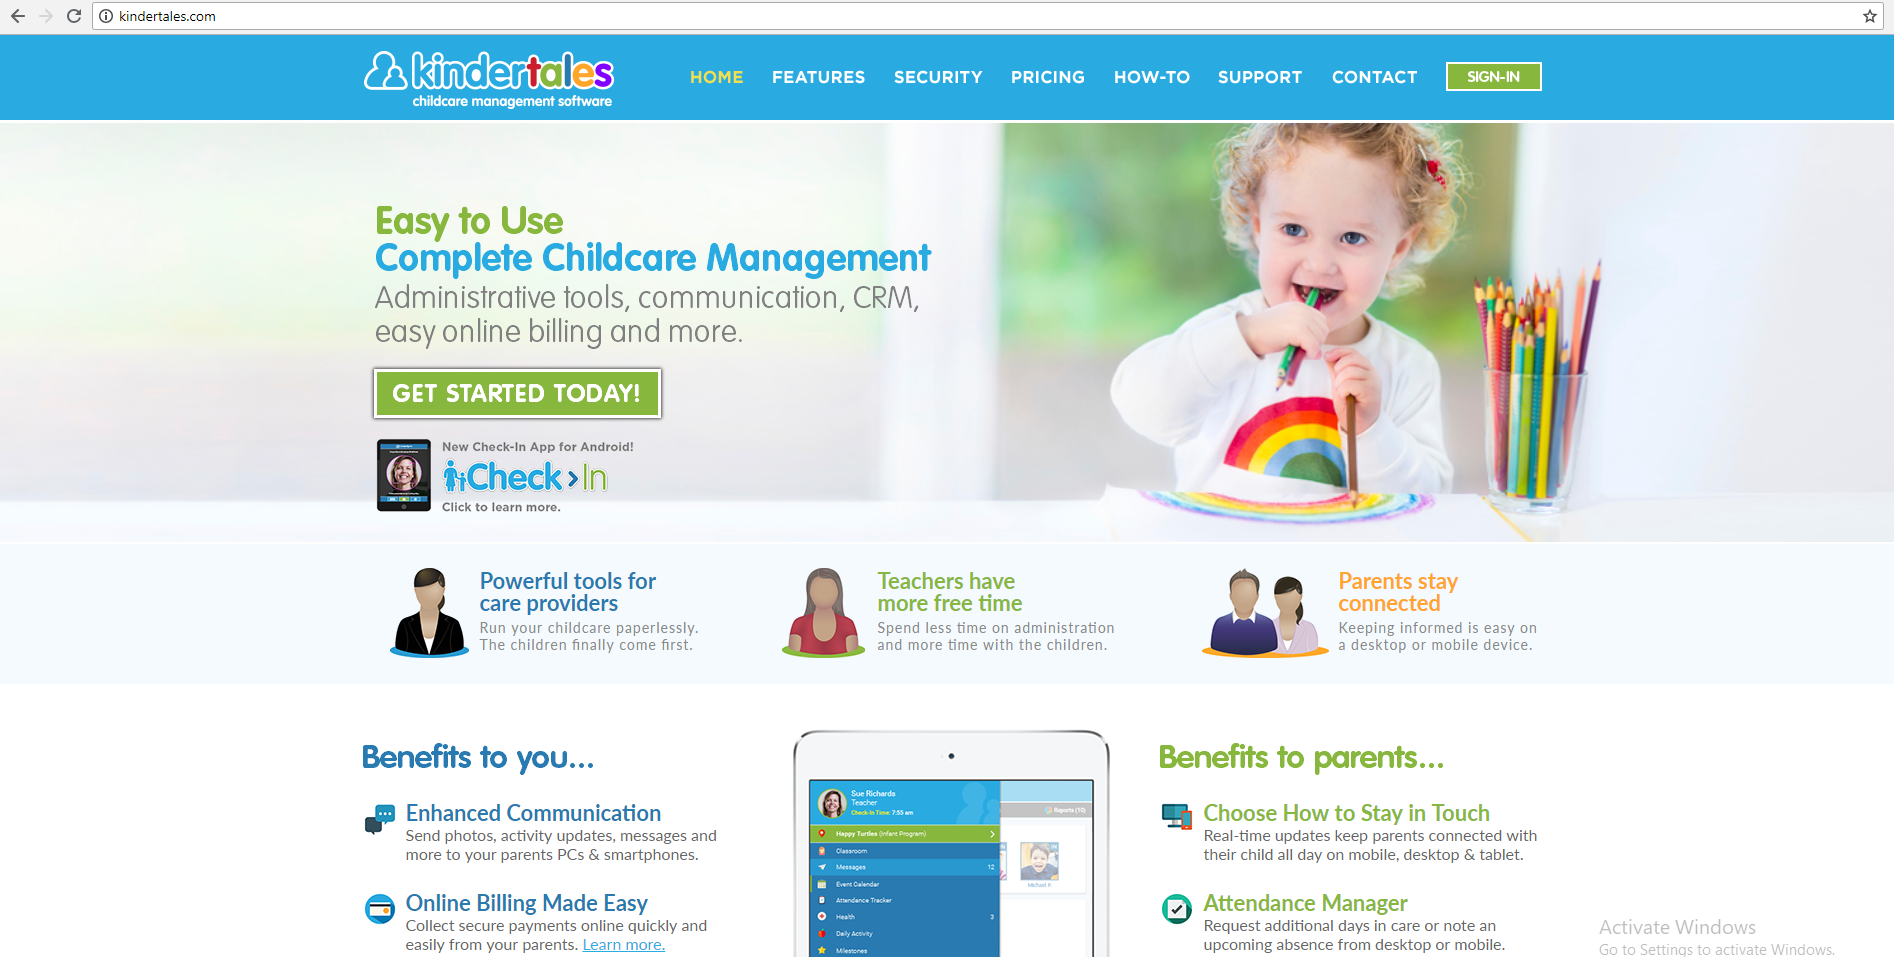 kindertales.com
kindertales
childcare management software
HOME FEATURES SECURITY PRICING HOW-TO SUPPORT CONTACT SIGN-IN
Easy to Use
Complete Childcare Management
Administrative tools, communication, CRM,
easy online billing and more.
GET STARTED TODAY!
New Check-In App for Android!
Check>In
Click to learn more.
Powerful tools for
care providers
Run your childcare paperlessly.
The children finally come first.
Teachers have
more free time
Spend less time on administration
and more time with the children.
Parents stay
connected
Keeping informed is easy on
a desktop or mobile device.
Benefits to you...
Enhanced Communication
Send photos, activity updates, messages and
more to your parents PCs & smartphones.
Online Billing Made Easy
Collect secure payments online quickly and
easily from your parents. Learn more.
Sue Richards
Teacher
Check-In Time: 7:55 am
Reports (10)
Happy Turtles (Infant Program)
Classroom
Messages 12
Event Calendar
Attendance Tracker
Health 3
Daily Activity
Milestones
Michael P.
Benefits to parents...
Choose How to Stay in Touch
Real-time updates keep parents connected with
their child all day on mobile, desktop & tablet.
Attendance Manager
Request additional days in care or note an
upcoming absence from desktop or mobile.
Activate Windows
Go to Settings to activate Windows.